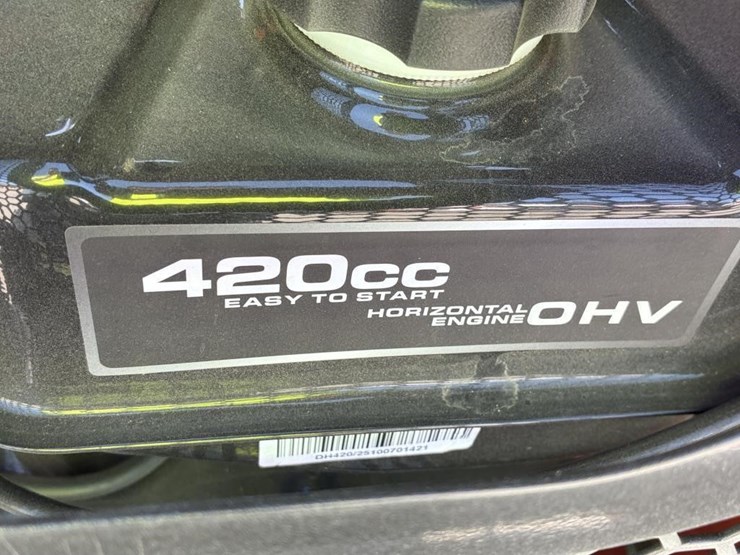 420cc
EASY TO START
HORIZONTAL
ENGINE OHV
DH420/25100701421